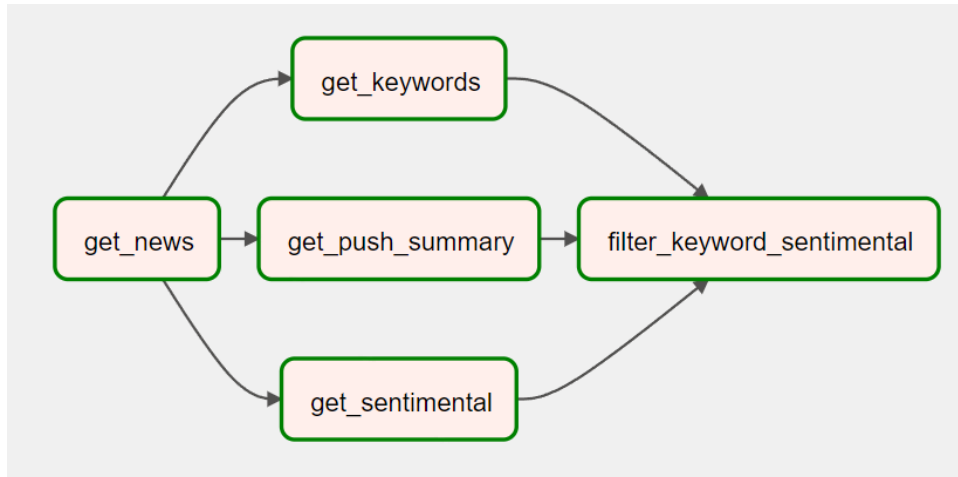 get_keywords
get_news
get_push_summary
filter_keyword_sentimental
get_sentimental